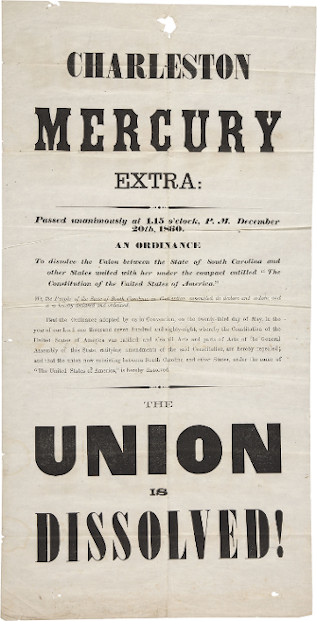 CHARLESTON
MERCURY
EXTRA:
Passed unanimously at 1.15 o'clock, P. M. December
20th, 1860.
AN ORDINANCE
To dissolve the Union between the State of South Carolina and
other States united with her under the compact entitled "The
Constitution of the United States of America."
We, the People of the State of South Carolina, in Convention assembled, do declare and ordain, and
it is hereby declared and ordained,
That the Ordinance adopted by us in Convention, on the twenty-third day of May, in the
year of our Lord one thousand seven hundred and eighty-eight, whereby the Constitution of the
United States of America was ratified, and also all Acts and parts of Acts of the General
Assembly of this State, ratifying amendments of the said Constitution, are hereby repealed;
and that the union now subsisting between South Carolina and other States, under the name of
"The United States of America," is hereby dissolved.
THE
UNION
IS
DISSOLVED!